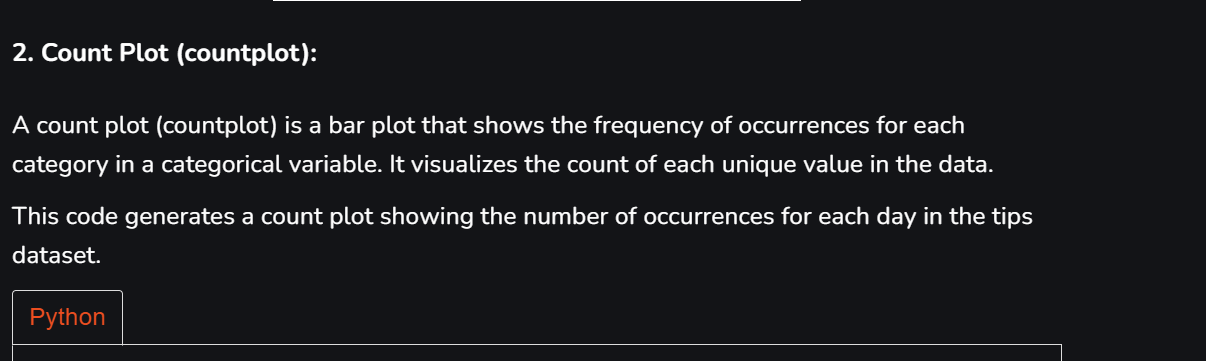 2. Count Plot (countplot):
A count plot (countplot) is a bar plot that shows the frequency of occurrences for each
category in a categorical variable. It visualizes the count of each unique value in the data.
This code generates a count plot showing the number of occurrences for each day in the tips
dataset.
Python